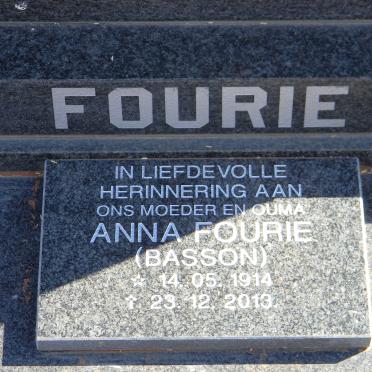 FOURIE
IN LIEFDEVOLLE
HERINNERING AAN
ONS MOEDER EN OUMA
ANNA FOURIE
(BASSON)
☆ 14. 05. 1914
† 23. 12. 2013.